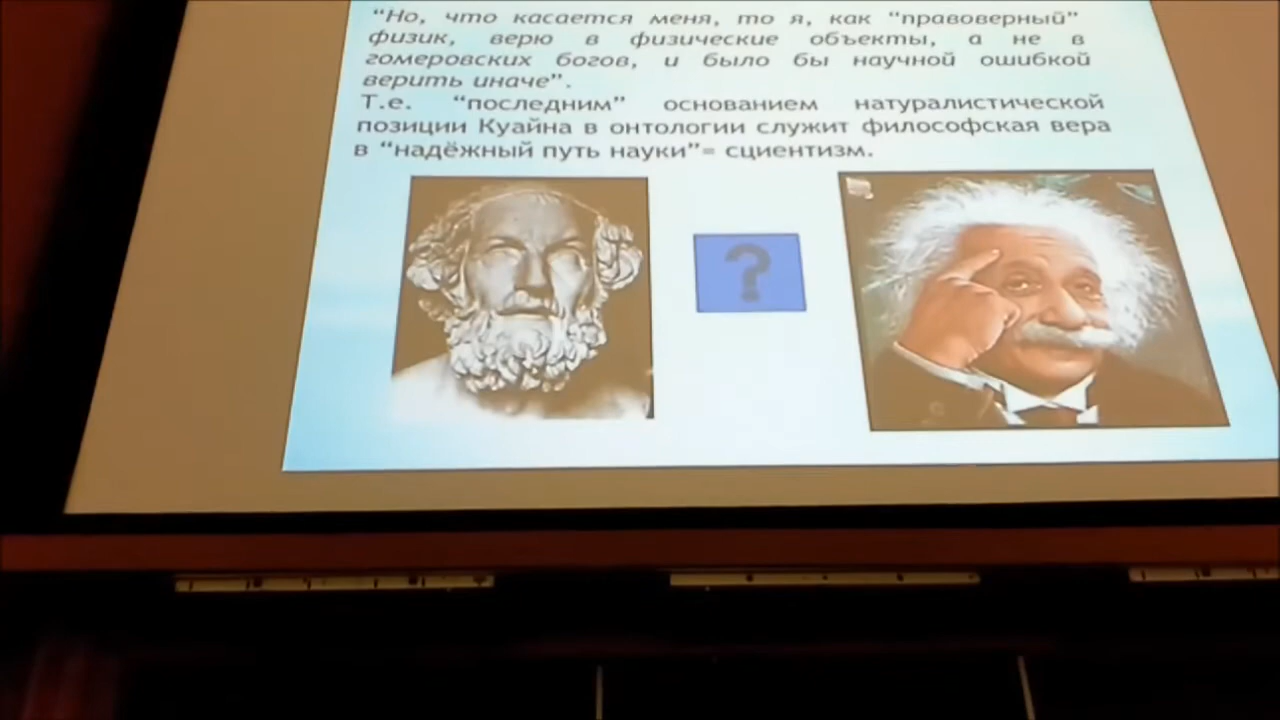 “Но, что касается меня, то я, как “правоверный”
физик, верю в физические объекты, а не в
гомеровских богов, и было бы научной ошибкой
верить иначе”.
Т.е. “последним” основанием натуралистической
позиции Куайна в онтологии служит философская вера
в “надёжный путь науки”= сциентизм.
?